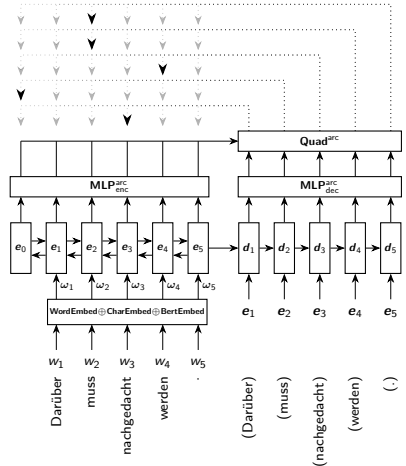 Quad^arc
MLP^arc_enc MLP^arc_dec
e₀ e₁ e₂ e₃ e₄ e₅ d₁ d₂ d₃ d₄ d₅
ω₁ ω₂ ω₃ ω₄ ω₅
WordEmbed⊕CharEmbed⊕BertEmbed e₁ e₂ e₃ e₄ e₅
w₁ w₂ w₃ w₄ w₅
Darüber muss nachgedacht werden . (Darüber) (muss) (nachgedacht) (werden) (.)